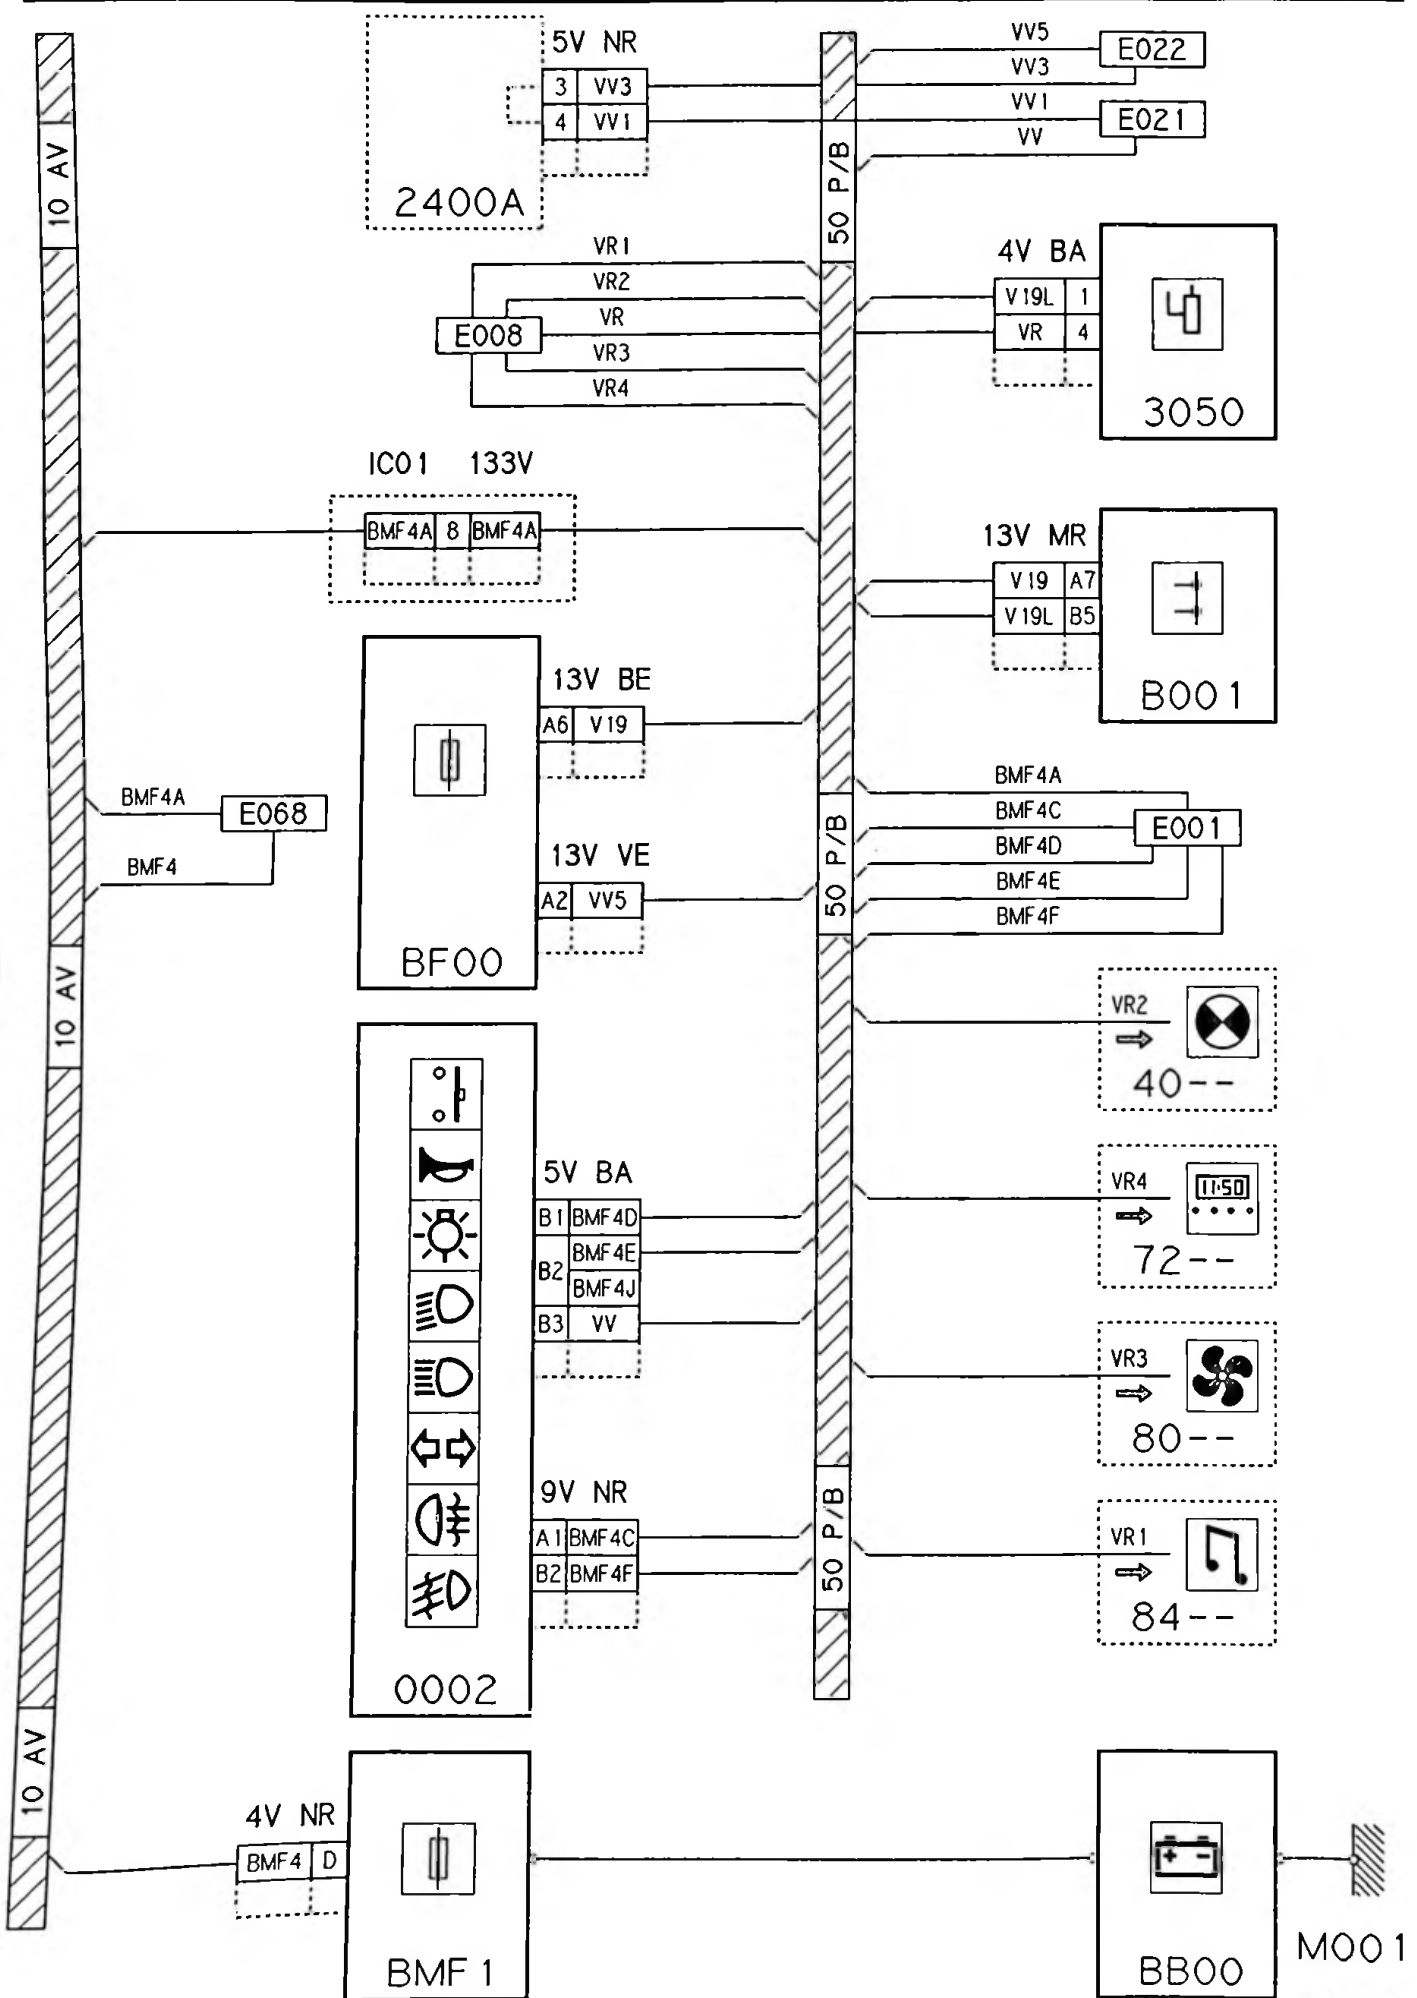 VV5
E022
5V NR
VV3
3 VV3
VV1
E021
4 VV1
VV
10 AV
50 P/B
2400A
VR1
4V BA
VR2
V19L 1
VR
E008
VR 4
VR3
VR4
3050
IC01 133V
13V MR
BMF4A 8 BMF4A
V19 A7
V19L B5
13V BE
B001
A6 V19
BMF4A
BMF4A
E068
BMF4C
E001
50 P/B
BMF4D
13V VE
BMF4
BMF4E
A2 VV5
BMF4F
BF00
10 AV
VR2
40--
5V BA
VR4
11:50
B1 BMF4D
B2 BMF4E
72--
BMF4J
B3 VV
VR3
80--
9V NR
50 P/B
A1 BMF4C
VR1
B2 BMF4F
84--
0002
10 AV
4V NR
BMF4 D
+ -
M001
BMF1
BB00